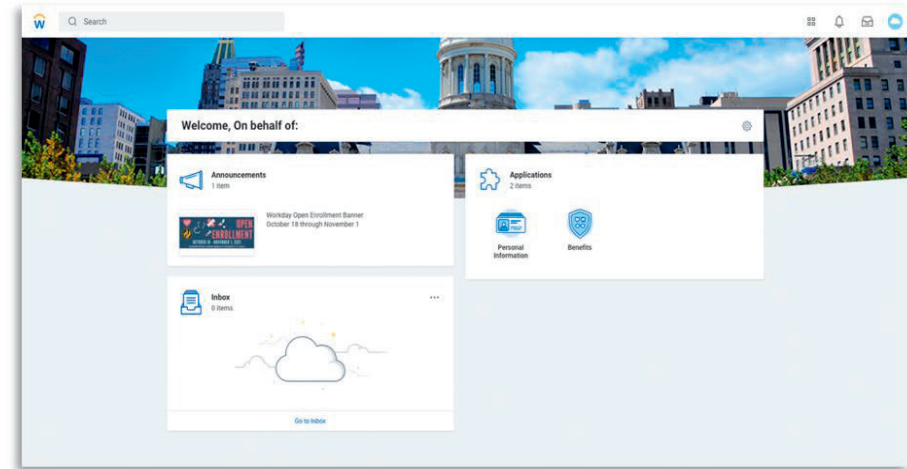 W
Search
Welcome, On behalf of:
Announcements
1 item
Workday Open Enrollment Banner
October 18 through November 1
OPEN
ENROLLMENT
Applications
2 items
Personal
Information
Benefits
Inbox
0 items
Go to Inbox